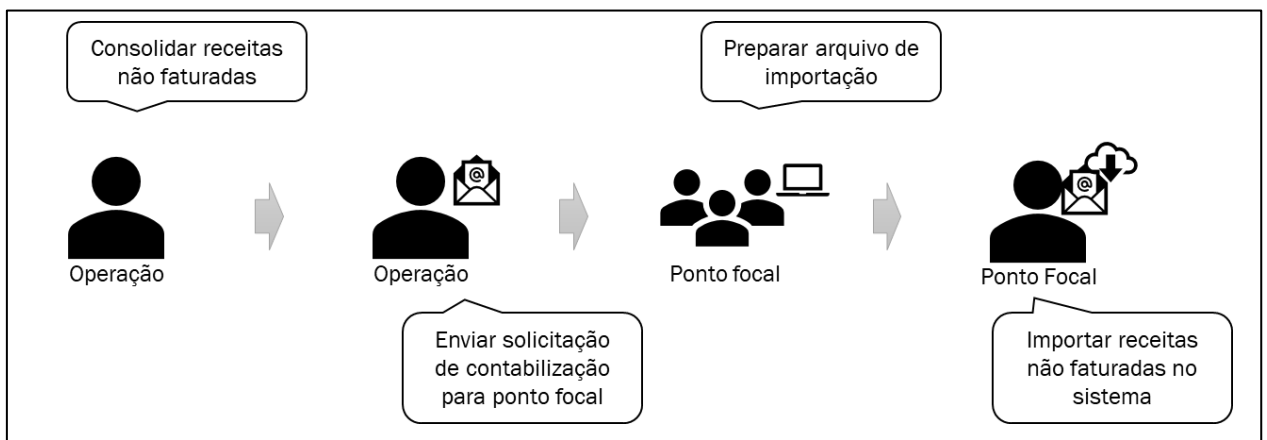 Consolidar receitas
não faturadas
Preparar arquivo de
importação
@
@
Operação
Operação
Ponto focal
Ponto Focal
Enviar solicitação
de contabilização
para ponto focal
Importar receitas
não faturadas no
sistema